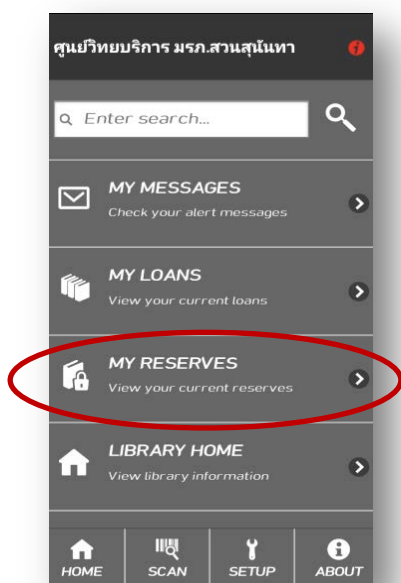 ศูนย์วิทยบริการ มรภ.สวนสุนันทา
Enter search...
MY MESSAGES
Check your alert messages
MY LOANS
View your current loans
MY RESERVES
View your current reserves
LIBRARY HOME
View library information
HOME SCAN SETUP ABOUT